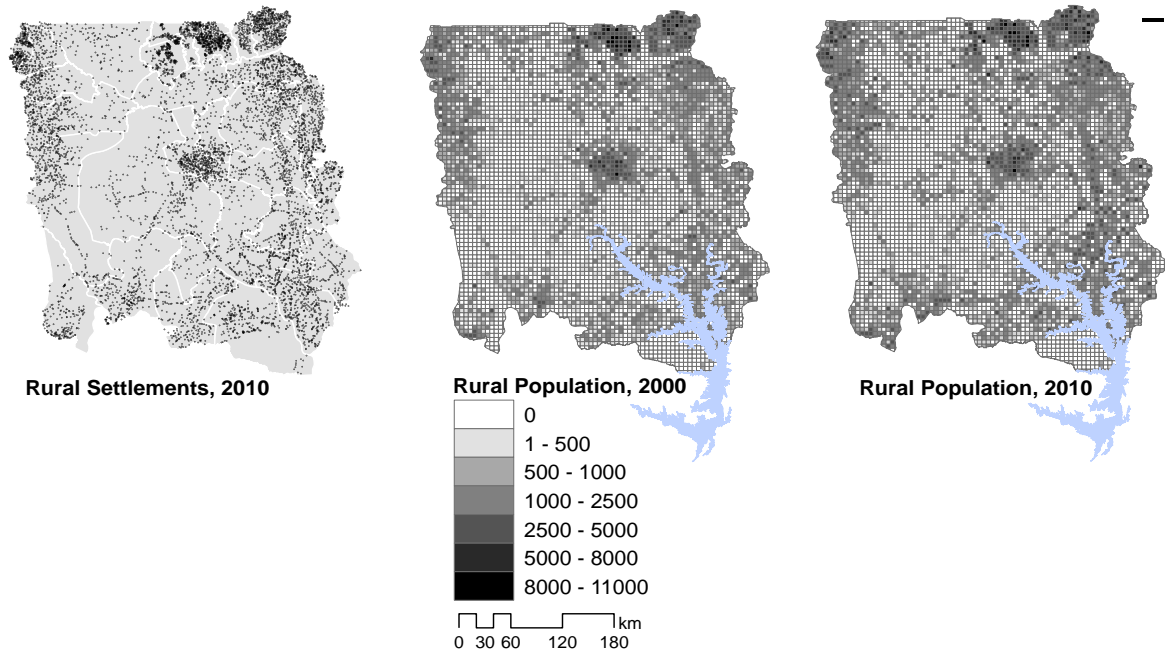 Rural Settlements, 2010
Rural Population, 2000
Rural Population, 2010
0
1 - 500
500 - 1000
1000 - 2500
2500 - 5000
5000 - 8000
8000 - 11000
km
0 30 60 120 180